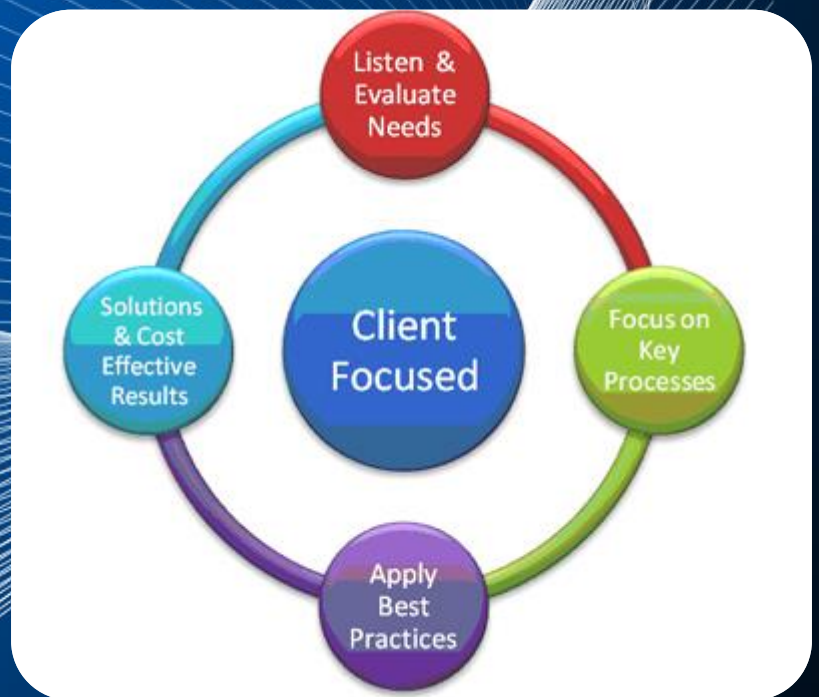 Listen &
Evaluate
Needs
Solutions
& Cost
Effective
Results
Client
Focused
Focus on
Key
Processes
Apply
Best
Practices